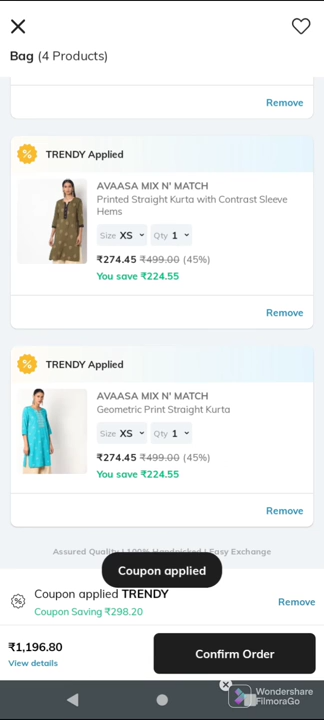 Bag (4 Products)
Remove
TRENDY Applied
AVAASA MIX N' MATCH
Printed Straight Kurta with Contrast Sleeve
Hems
Size XS Qty 1
₹274.45 ₹499.00 (45%)
You save ₹224.55
Remove
TRENDY Applied
AVAASA MIX N' MATCH
Geometric Print Straight Kurta
Size XS Qty 1
₹274.45 ₹499.00 (45%)
You save ₹224.55
Remove
Assured Quality | 100% Handpicked | Easy Exchange
Coupon applied
Coupon applied TRENDY
Coupon Saving ₹298.20
Remove
₹1,196.80
View details
Confirm Order
Wondershare
FilmoraGo